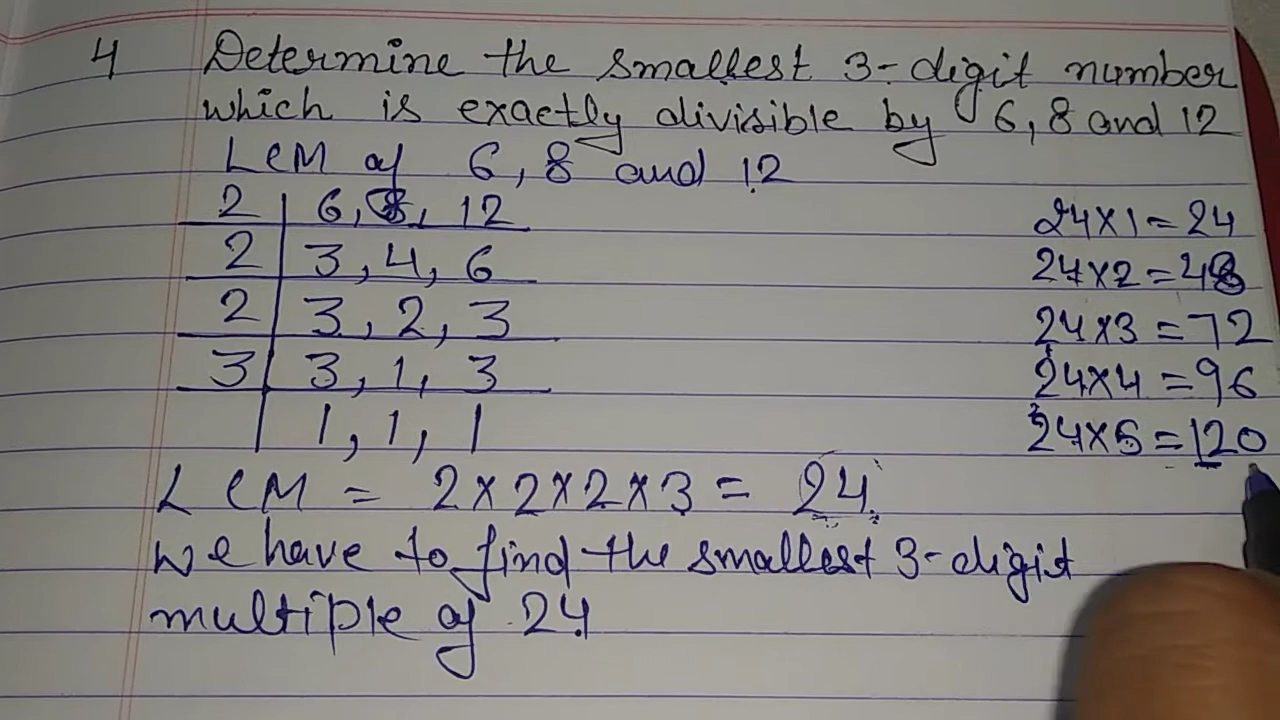 4 Determine the smallest 3-digit number
which is exactly divisible by 6, 8 and 12
LCM of 6, 8 and 12
2 | 6, 8, 12
2 | 3, 4, 6
2 | 3, 2, 3
3 | 3, 1, 3
| 1, 1, 1
LCM = 2×2×2×3 = 24
we have to find the smallest 3-digit
multiple of 24.
24×1=24
24×2=48
24×3=72
24×4=96
24×5=120